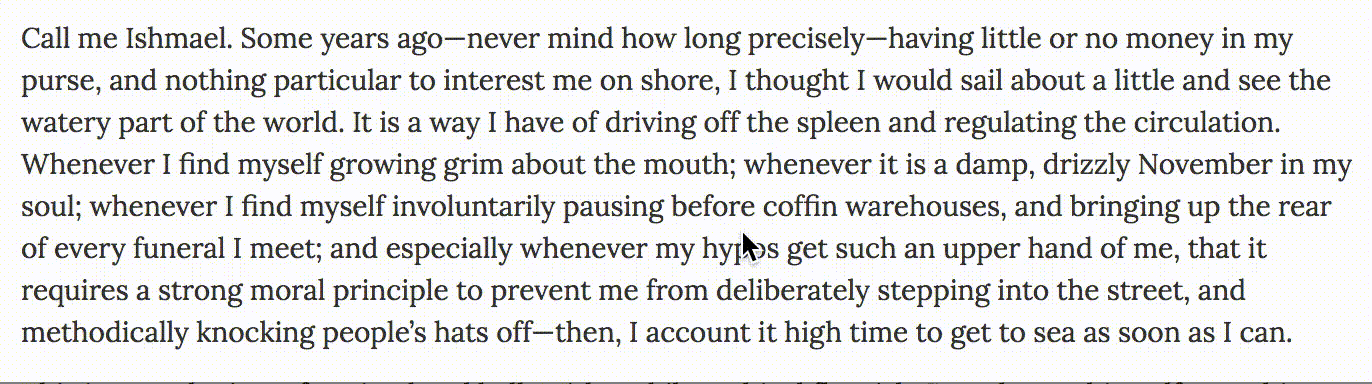 Call me Ishmael. Some years ago—never mind how long precisely—having little or no money in my
purse, and nothing particular to interest me on shore, I thought I would sail about a little and see the
watery part of the world. It is a way I have of driving off the spleen and regulating the circulation.
Whenever I find myself growing grim about the mouth; whenever it is a damp, drizzly November in my
soul; whenever I find myself involuntarily pausing before coffin warehouses, and bringing up the rear
of every funeral I meet; and especially whenever my hypos get such an upper hand of me, that it
requires a strong moral principle to prevent me from deliberately stepping into the street, and
methodically knocking people’s hats off—then, I account it high time to get to sea as soon as I can.